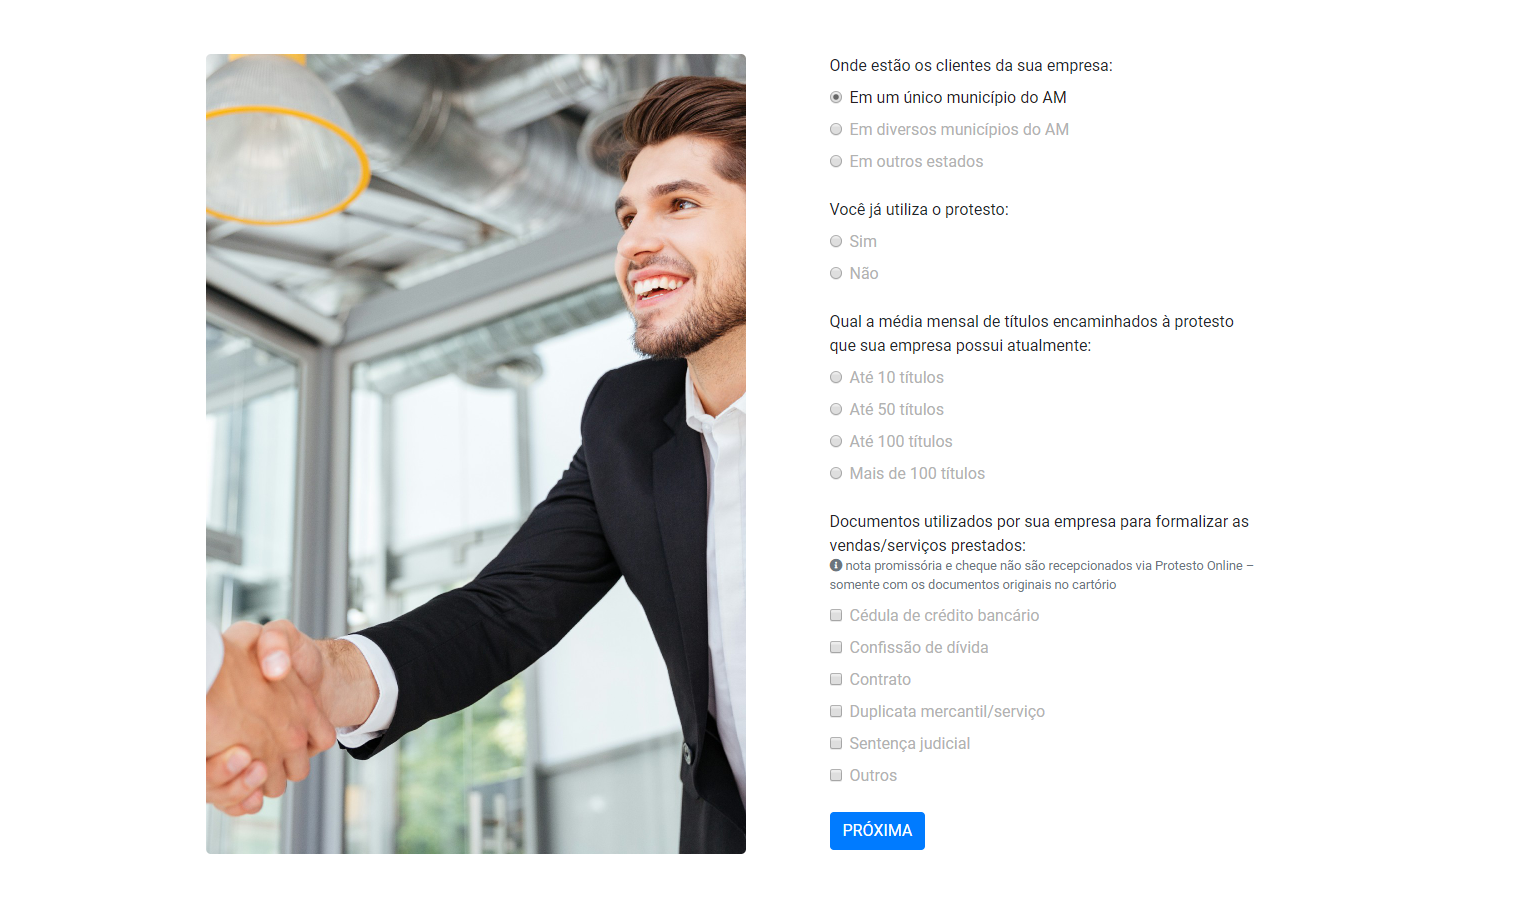 Onde estão os clientes da sua empresa:
Em um único município do AM
Em diversos municípios do AM
Em outros estados
Você já utiliza o protesto:
Sim
Não
Qual a média mensal de títulos encaminhados à protesto
que sua empresa possui atualmente:
Até 10 títulos
Até 50 títulos
Até 100 títulos
Mais de 100 títulos
Documentos utilizados por sua empresa para formalizar as
vendas/serviços prestados:
nota promissória e cheque não são recepcionados via Protesto Online –
somente com os documentos originais no cartório
Cédula de crédito bancário
Confissão de dívida
Contrato
Duplicata mercantil/serviço
Sentença judicial
Outros
PRÓXIMA